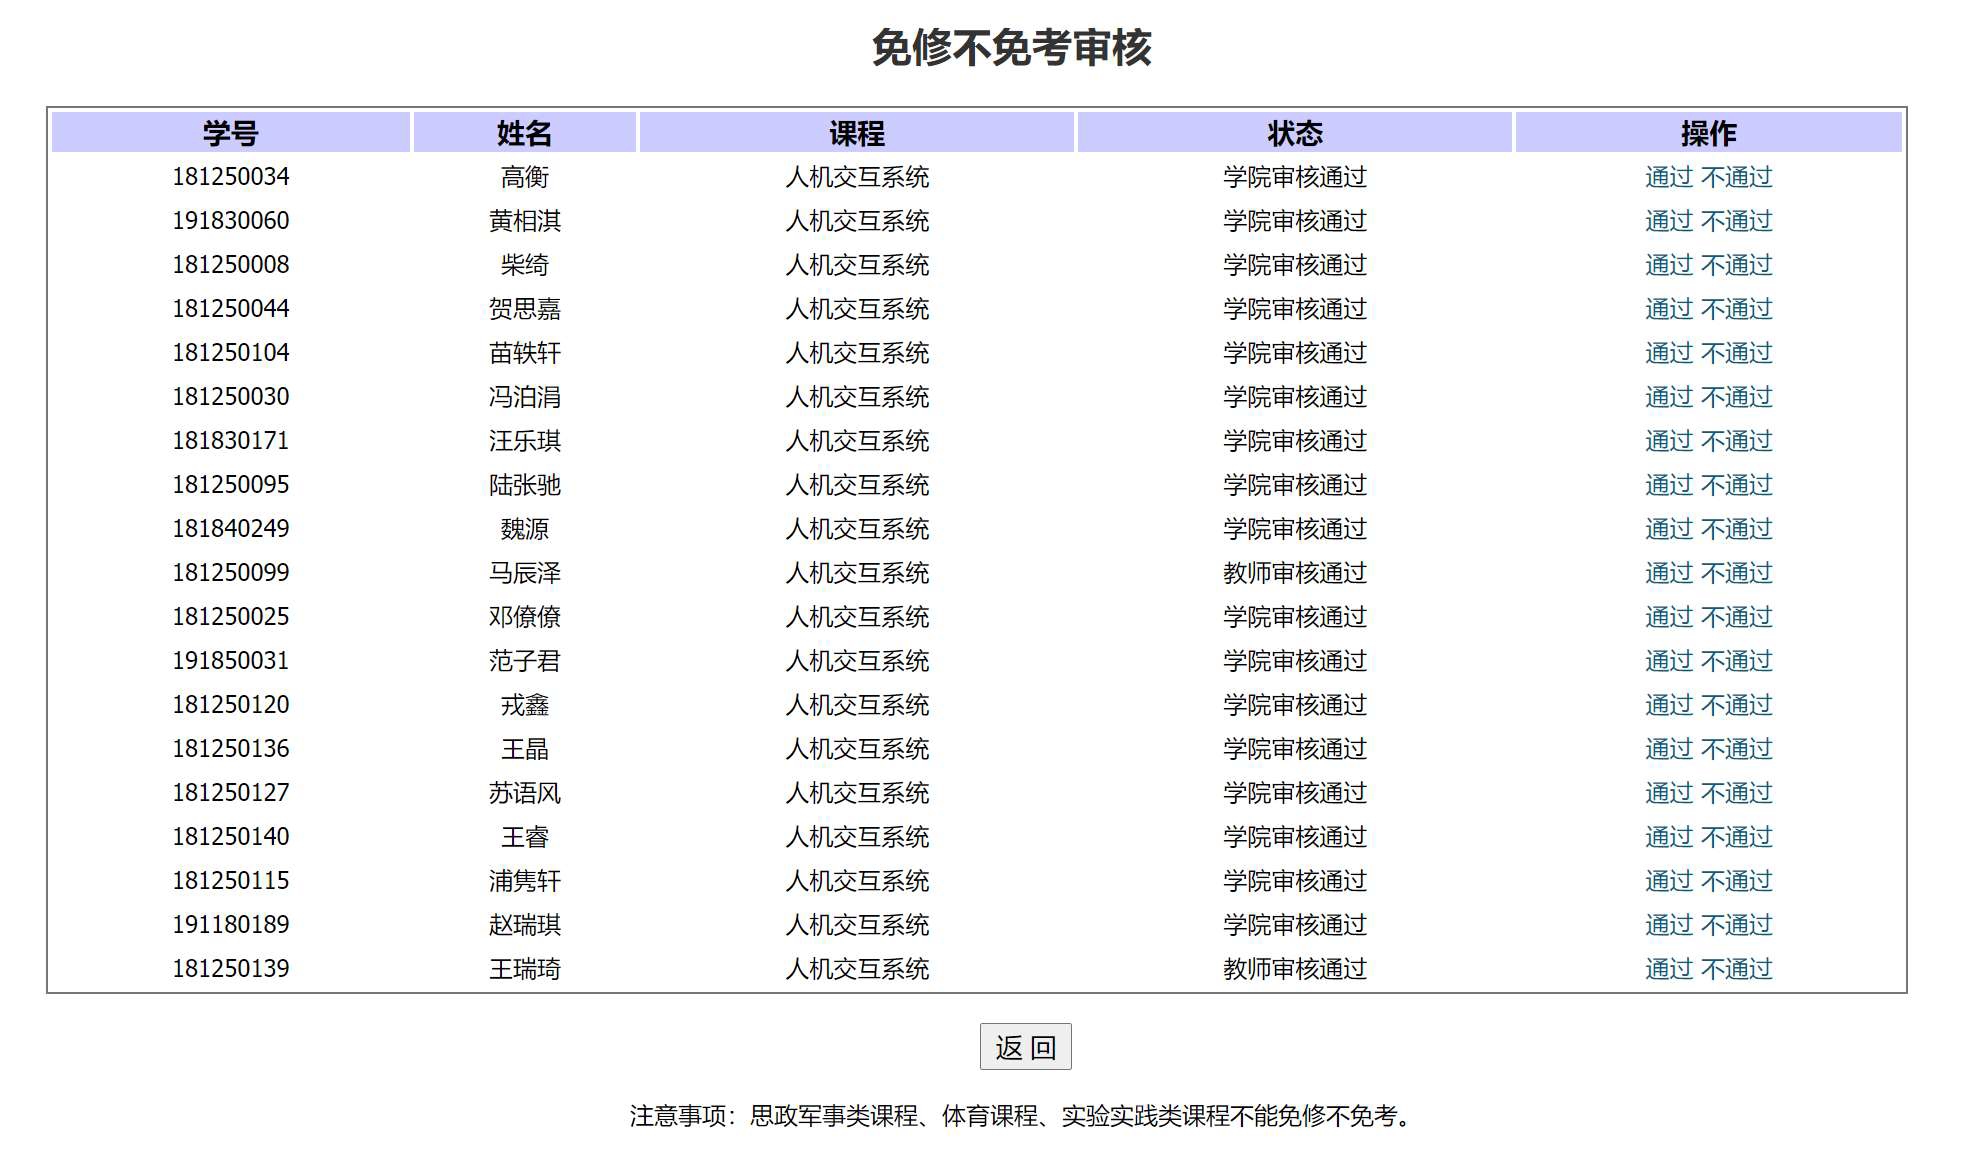 免修不免考审核
学号 姓名 课程 状态 操作
181250034 高衡 人机交互系统 学院审核通过 通过 不通过
191830060 黄相淇 人机交互系统 学院审核通过 通过 不通过
181250008 柴绮 人机交互系统 学院审核通过 通过 不通过
181250044 贺思嘉 人机交互系统 学院审核通过 通过 不通过
181250104 苗轶轩 人机交互系统 学院审核通过 通过 不通过
181250030 冯泊涓 人机交互系统 学院审核通过 通过 不通过
181830171 汪乐琪 人机交互系统 学院审核通过 通过 不通过
181250095 陆张驰 人机交互系统 学院审核通过 通过 不通过
181840249 魏源 人机交互系统 学院审核通过 通过 不通过
181250099 马辰泽 人机交互系统 教师审核通过 通过 不通过
181250025 邓僚僚 人机交互系统 学院审核通过 通过 不通过
191850031 范子君 人机交互系统 学院审核通过 通过 不通过
181250120 戎鑫 人机交互系统 学院审核通过 通过 不通过
181250136 王晶 人机交互系统 学院审核通过 通过 不通过
181250127 苏语风 人机交互系统 学院审核通过 通过 不通过
181250140 王睿 人机交互系统 学院审核通过 通过 不通过
181250115 浦隽轩 人机交互系统 学院审核通过 通过 不通过
191180189 赵瑞琪 人机交互系统 学院审核通过 通过 不通过
181250139 王瑞琦 人机交互系统 教师审核通过 通过 不通过
返 回
注意事项：思政军事类课程、体育课程、实验实践类课程不能免修不免考。